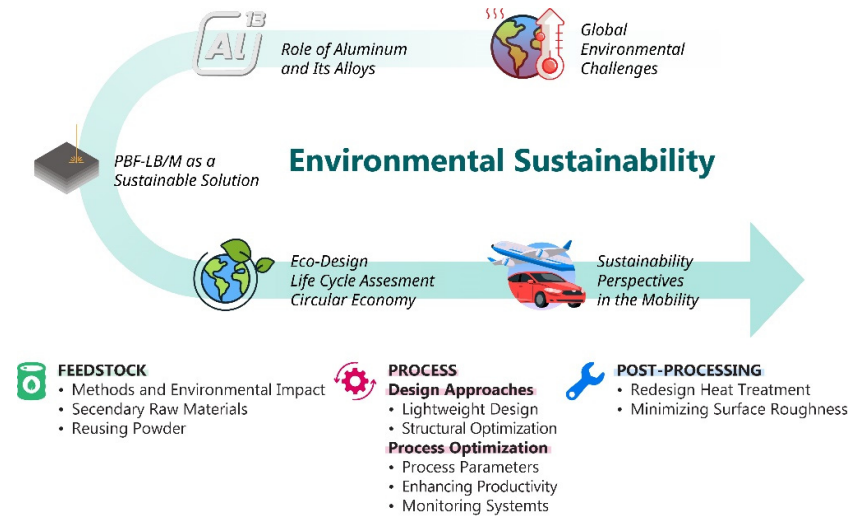 13
Al
Role of Aluminum
and Its Alloys
Global
Environmental
Challenges
PBF-LB/M as a
Sustainable Solution
Environmental Sustainability
Eco-Design
Life Cycle Assesment
Circular Economy
Sustainability
Perspectives
in the Mobility
FEEDSTOCK
• Methods and Environmental Impact
• Secendary Raw Materials
• Reusing Powder
PROCESS
Design Approaches
• Lightweight Design
• Structural Optimization
Process Optimization
• Process Parameters
• Enhancing Productivity
• Monitoring Systemts
POST-PROCESSING
• Redesign Heat Treatment
• Minimizing Surface Roughness